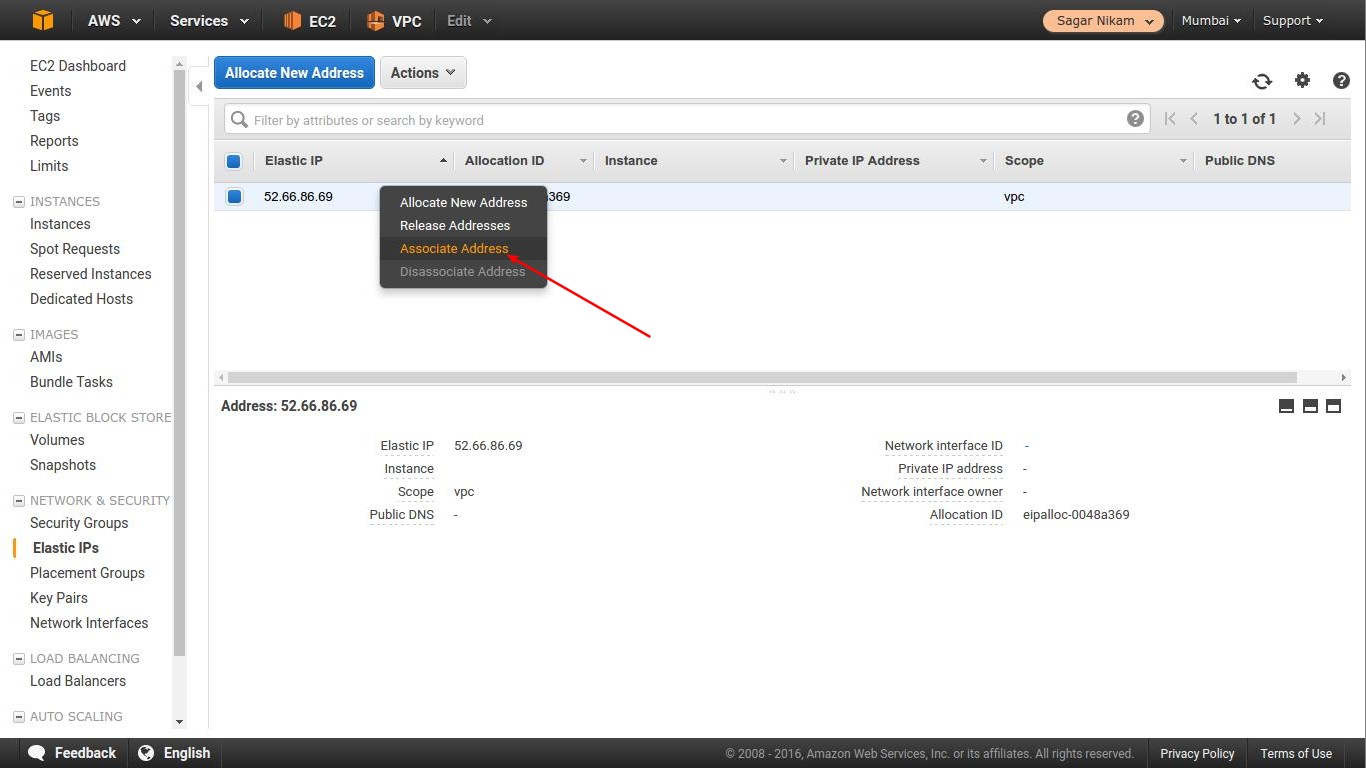 AWS Services EC2 VPC Edit Sagar Nikam Mumbai Support
EC2 Dashboard
Events
Tags
Reports
Limits
INSTANCES
Instances
Spot Requests
Reserved Instances
Dedicated Hosts
IMAGES
AMIs
Bundle Tasks
ELASTIC BLOCK STORE
Volumes
Snapshots
NETWORK & SECURITY
Security Groups
Elastic IPs
Placement Groups
Key Pairs
Network Interfaces
LOAD BALANCING
Load Balancers
AUTO SCALING
Allocate New Address Actions
Filter by attributes or search by keyword 1 to 1 of 1
Elastic IP Allocation ID Instance Private IP Address Scope Public DNS
52.66.86.69 a369 vpc
Allocate New Address
Release Addresses
Associate Address
Disassociate Address
Address: 52.66.86.69
Elastic IP 52.66.86.69 Network interface ID -
Instance Private IP address -
Scope vpc Network interface owner -
Public DNS - Allocation ID eipalloc-0048a369
Feedback English © 2008 - 2016, Amazon Web Services, Inc. or its affiliates. All rights reserved. Privacy Policy Terms of Use